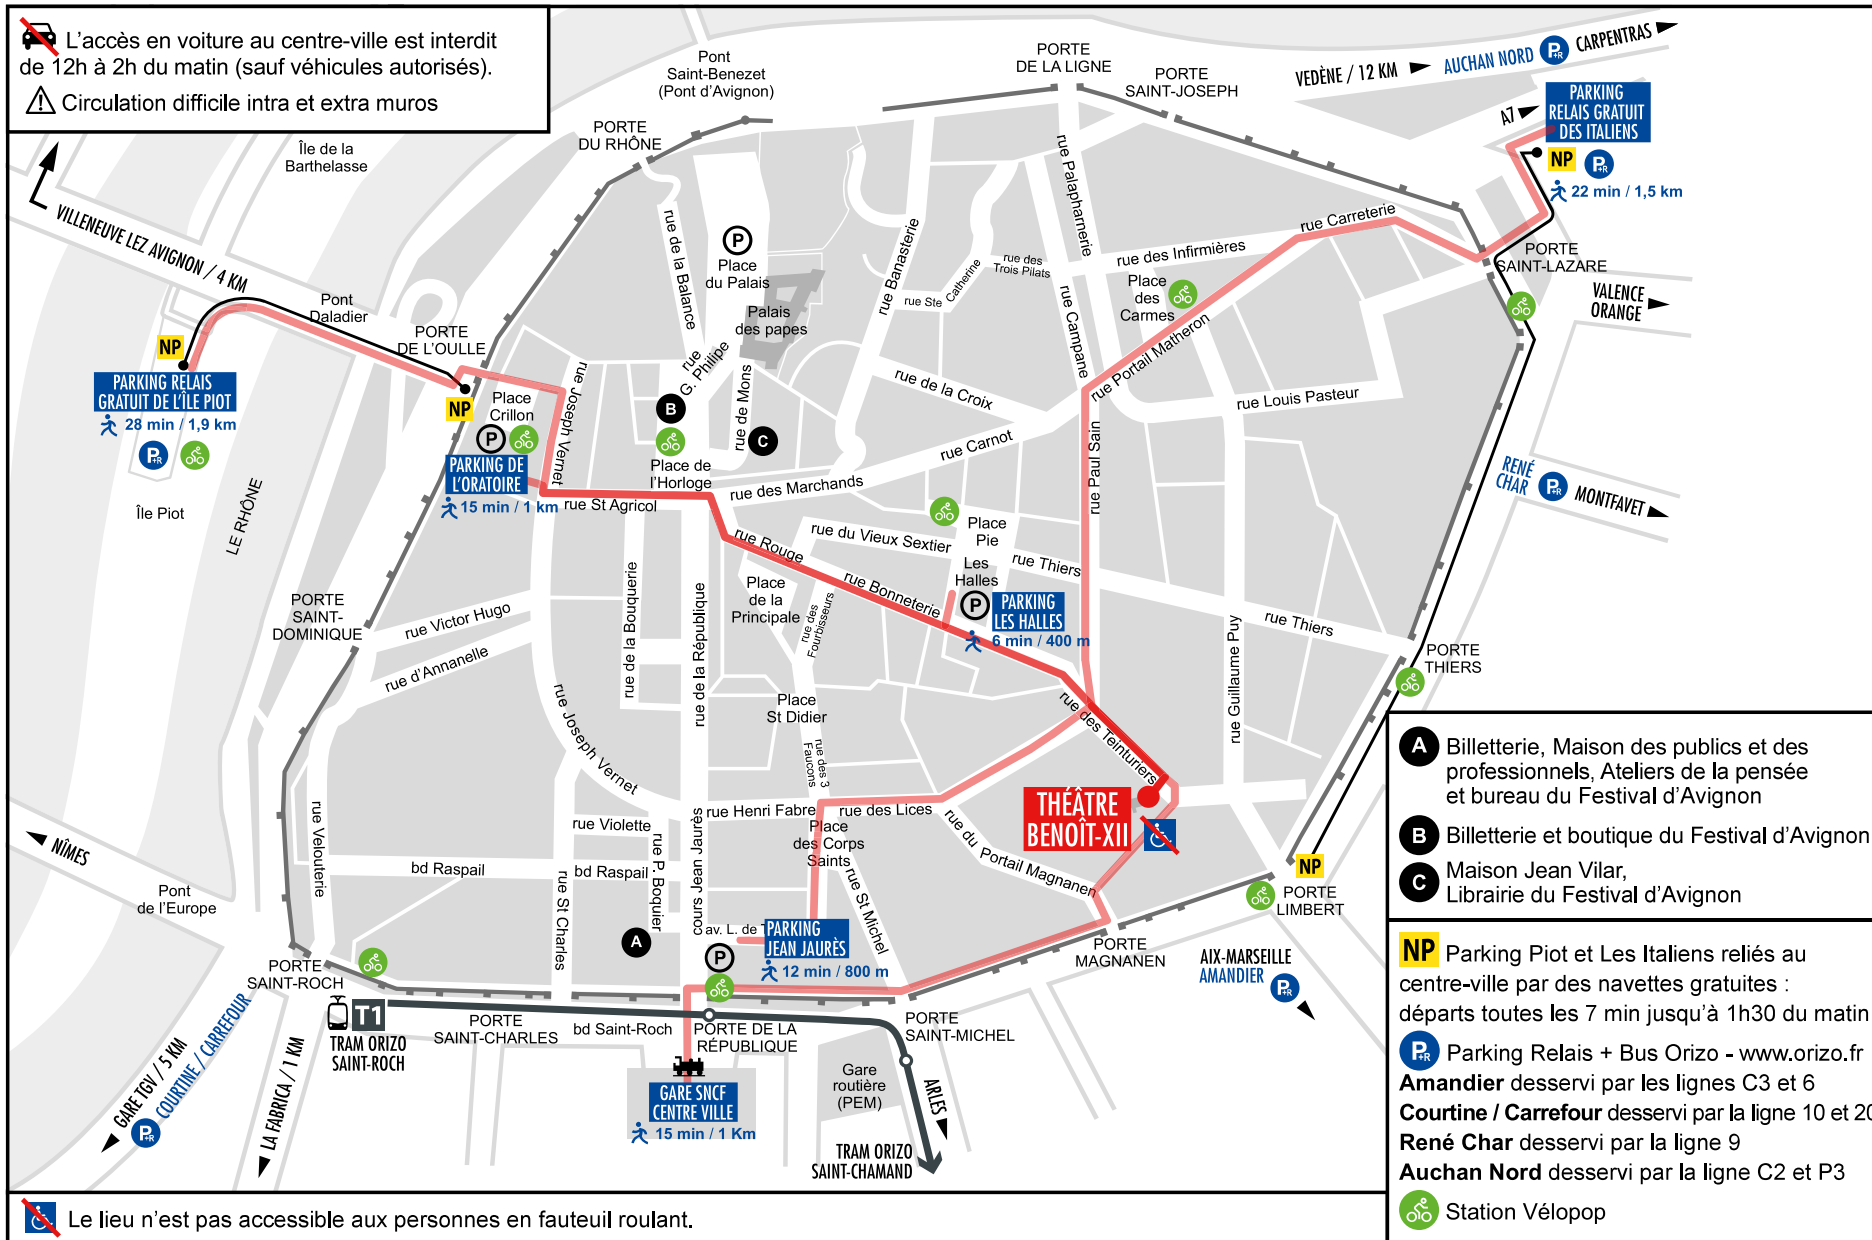 L'accès en voiture au centre-ville est interdit
de 12h à 2h du matin (sauf véhicules autorisés).
Circulation difficile intra et extra muros
Pont
Saint-Benezet
(Pont d'Avignon)
PORTE
DE LA LIGNE
PORTE
SAINT-JOSEPH
VEDÈNE / 12 KM
AUCHAN NORD
P+R
CARPENTRAS
A7
PARKING
RELAIS GRATUIT
DES ITALIENS
NP
P+R
22 min / 1,5 km
PORTE
DU RHÔNE
Île de la
Barthelasse
VILLENEUVE LEZ AVIGNON / 4 KM
Pont
Daladier
PORTE
DE L'OULLE
NP
PARKING RELAIS
GRATUIT DE L'ÎLE PIOT
28 min / 1,9 km
P+R
Île Piot
LE RHÔNE
NP
Place
Crillon
P
PARKING DE
L'ORATOIRE
15 min / 1 km
rue Joseph Vernet
rue St Agricol
rue de la Balance
P
Place
du Palais
Palais
des papes
rue
G. Philipe
rue de Mons
B
C
Place de
l'Horloge
rue des Marchands
rue Carnot
rue de la Croix
rue Banasterie
rue Ste
Catherine
rue des
Trois Pilats
rue Palapharnerie
rue des Infirmières
rue Carreterie
Place
des
Carmes
rue Campane
rue Portail Matheron
rue Louis Pasteur
rue Paul Sain
PORTE
SAINT-LAZARE
VALENCE
ORANGE
RENÉ
CHAR
P+R
MONTFAVET
Place
Pie
rue du Vieux Sextier
rue Thiers
Les
Halles
P
PARKING
LES HALLES
6 min / 400 m
rue Rouge
rue Bonneterie
Place
de la
Principale
rue des
Fourbisseurs
rue de la Bouquerie
rue de la République
PORTE
SAINT-
DOMINIQUE
rue Victor Hugo
rue d'Annanelle
rue Joseph Vernet
Place
St Didier
rue des 3
Faucons
rue Thiers
rue Guillaume Puy
PORTE
THIERS
rue des Teinturiers
THÉÂTRE
BENOÎT-XII
rue Henri Fabre
rue des Lices
Place
des Corps
Saints
rue du Portail Magnanen
rue Violette
rue P. Boquier
cours Jean Jaurès
bd Raspail
bd Raspail
rue Velouterie
rue St Charles
rue St Michel
A
av. L. de T
PARKING
JEAN JAURÈS
12 min / 800 m
P
NP
PORTE
LIMBERT
PORTE
MAGNANEN
AIX-MARSEILLE
AMANDIER
P+R
NÎMES
Pont
de l'Europe
PORTE
SAINT-ROCH
T1
TRAM ORIZO
SAINT-ROCH
PORTE
SAINT-CHARLES
bd Saint-Roch
PORTE DE LA
RÉPUBLIQUE
PORTE
SAINT-MICHEL
GARE TGV / 5 KM
COURTINE / CARREFOUR
P+R
LA FABRICA / 1 KM
GARE SNCF
CENTRE VILLE
15 min / 1 Km
Gare
routière
(PEM)
ARLES
TRAM ORIZO
SAINT-CHAMAND
A Billetterie, Maison des publics et des
professionnels, Ateliers de la pensée
et bureau du Festival d'Avignon
B Billetterie et boutique du Festival d'Avignon
C Maison Jean Vilar,
Librairie du Festival d'Avignon
NP Parking Piot et Les Italiens reliés au
centre-ville par des navettes gratuites :
départs toutes les 7 min jusqu'à 1h30 du matin
P+R Parking Relais + Bus Orizo - www.orizo.fr
Amandier desservi par les lignes C3 et 6
Courtine / Carrefour desservi par la ligne 10 et 20
René Char desservi par la ligne 9
Auchan Nord desservi par la ligne C2 et P3
Station Vélopop
Le lieu n'est pas accessible aux personnes en fauteuil roulant.